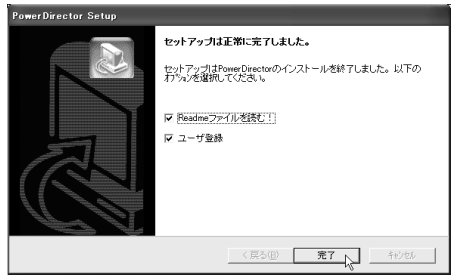 PowerDirector Setup
セットアップは正常に完了しました。
セットアップはPowerDirectorのインストールを終了しました。以下の
オプションを選択してください。
Readmeファイルを読む!
ユーザ登録
< 戻る(B)
完了
キャンセル